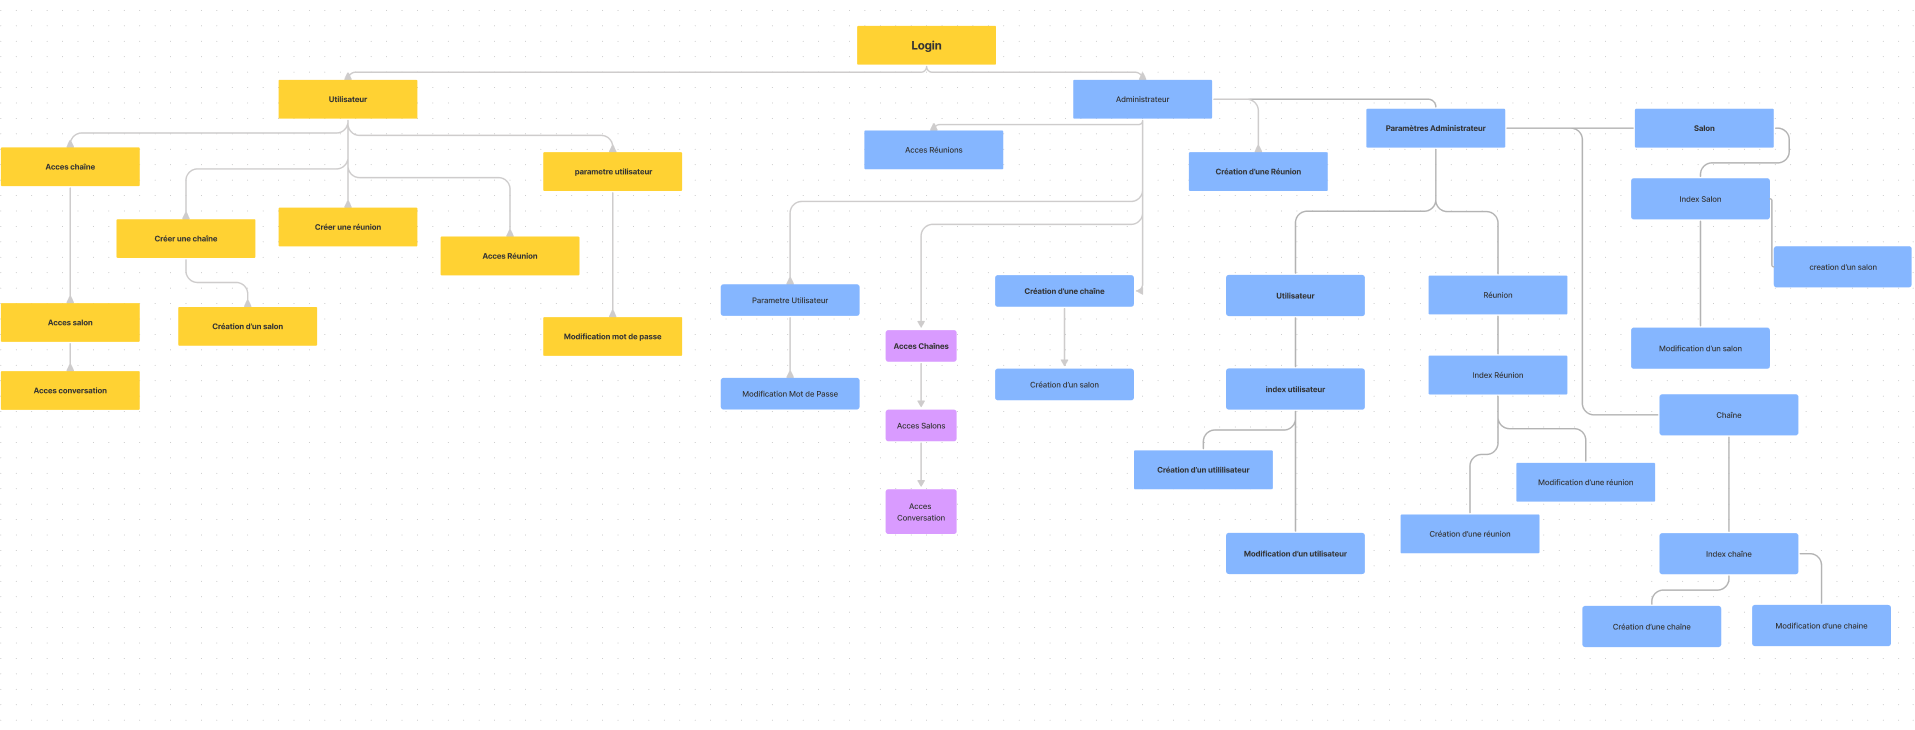 Login
Utilisateur
Administrateur
Acces chaîne
Créer une chaîne
Créer une réunion
Acces Réunion
parametre utilisateur
Acces salon
Création d'un salon
Modification mot de passe
Acces conversation
Acces Réunions
Création d'une Réunion
Paramètres Administrateur
Salon
Index Salon
creation d'un salon
Modification d'un salon
Parametre Utilisateur
Modification Mot de Passe
Acces Chaînes
Acces Salons
Acces
Conversation
Création d'une chaîne
Création d'un salon
Utilisateur
index utilisateur
Création d'un utililisateur
Modification d'un utilisateur
Réunion
Index Réunion
Modification d'une réunion
Création d'une réunion
Chaîne
Index chaîne
Création d'une chaîne
Modification d'une chaine